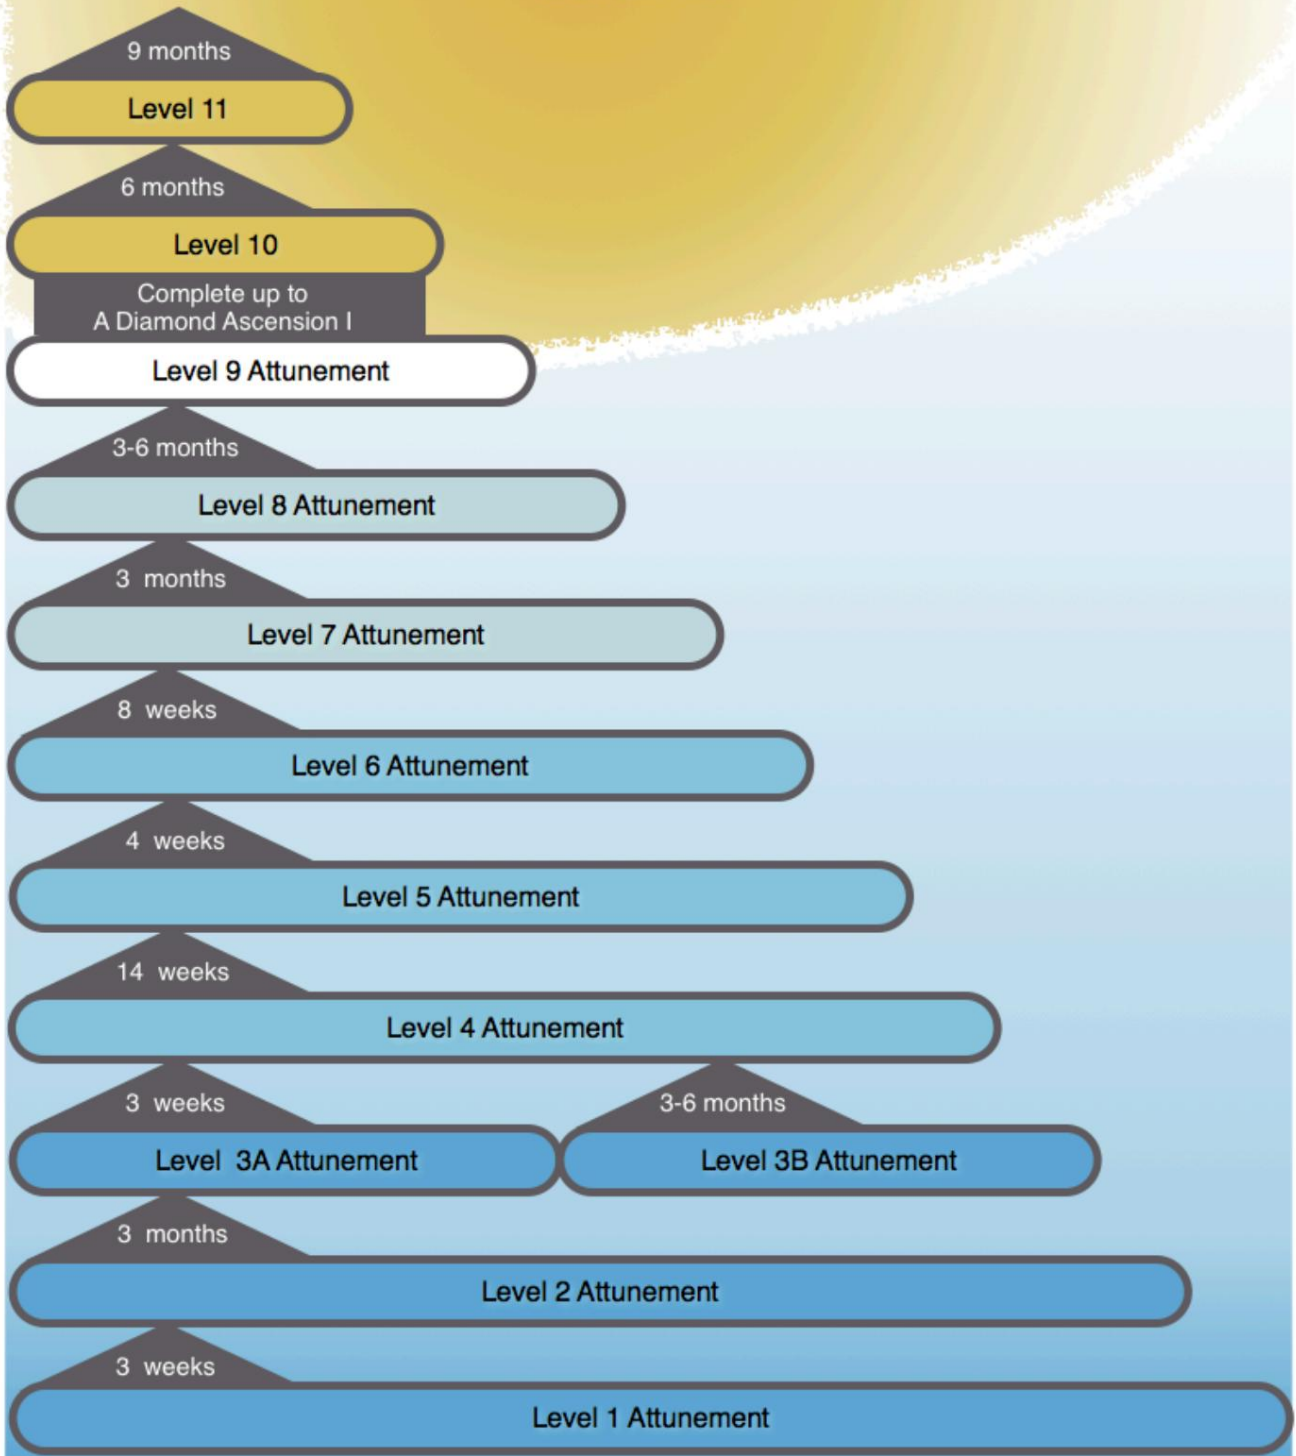 9 months
Level 11
6 months
Level 10
Complete up to
A Diamond Ascension I
Level 9 Attunement
3-6 months
Level 8 Attunement
3 months
Level 7 Attunement
8 weeks
Level 6 Attunement
4 weeks
Level 5 Attunement
14 weeks
Level 4 Attunement
3 weeks
3-6 months
Level 3A Attunement
Level 3B Attunement
3 months
Level 2 Attunement
3 weeks
Level 1 Attunement